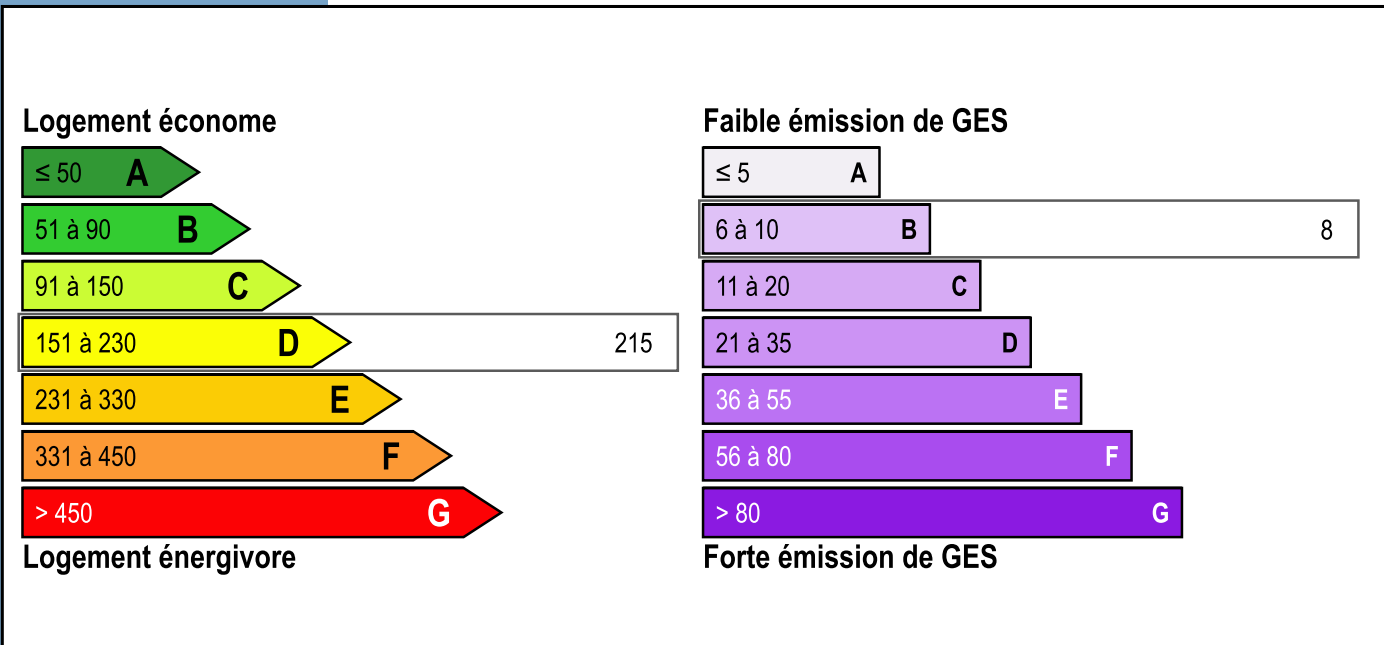 Logement économe
≤ 50 A
51 à 90 B
91 à 150 C
151 à 230 D 215
231 à 330 E
331 à 450 F
> 450 G
Logement énergivore
Faible émission de GES
≤ 5 A
6 à 10 B 8
11 à 20 C
21 à 35 D
36 à 55 E
56 à 80 F
> 80 G
Forte émission de GES